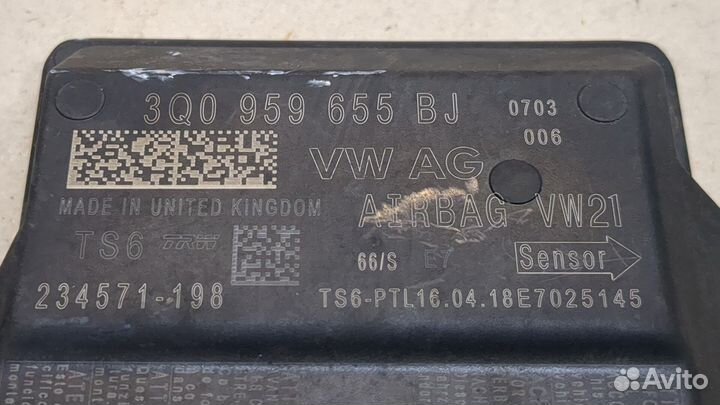 3Q0 959 655 BJ 0703
006
VW AG
MADE IN UNITED KINGDOM
AIRBAG VW21
TS6 TRW
66/S E7 Sensor
234571-198
TS6-PTL16.04.18E7025145
Avito